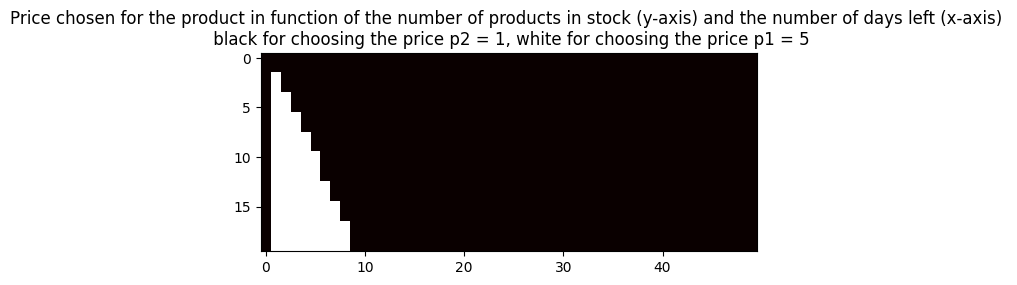 Price chosen for the product in function of the number of products in stock (y-axis) and the number of days left (x-axis)
black for choosing the price p2 = 1, white for choosing the price p1 = 5
0
5
10
15
0 10 20 30 40